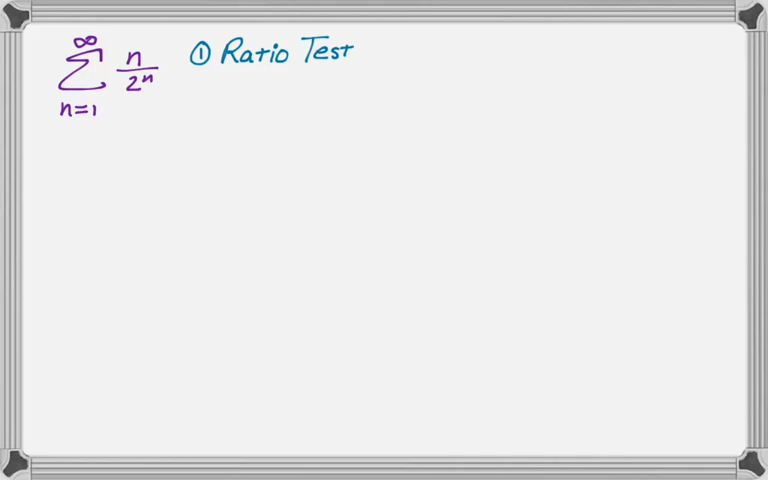 ∞
∑ n/2ⁿ ① Ratio Test
n=1